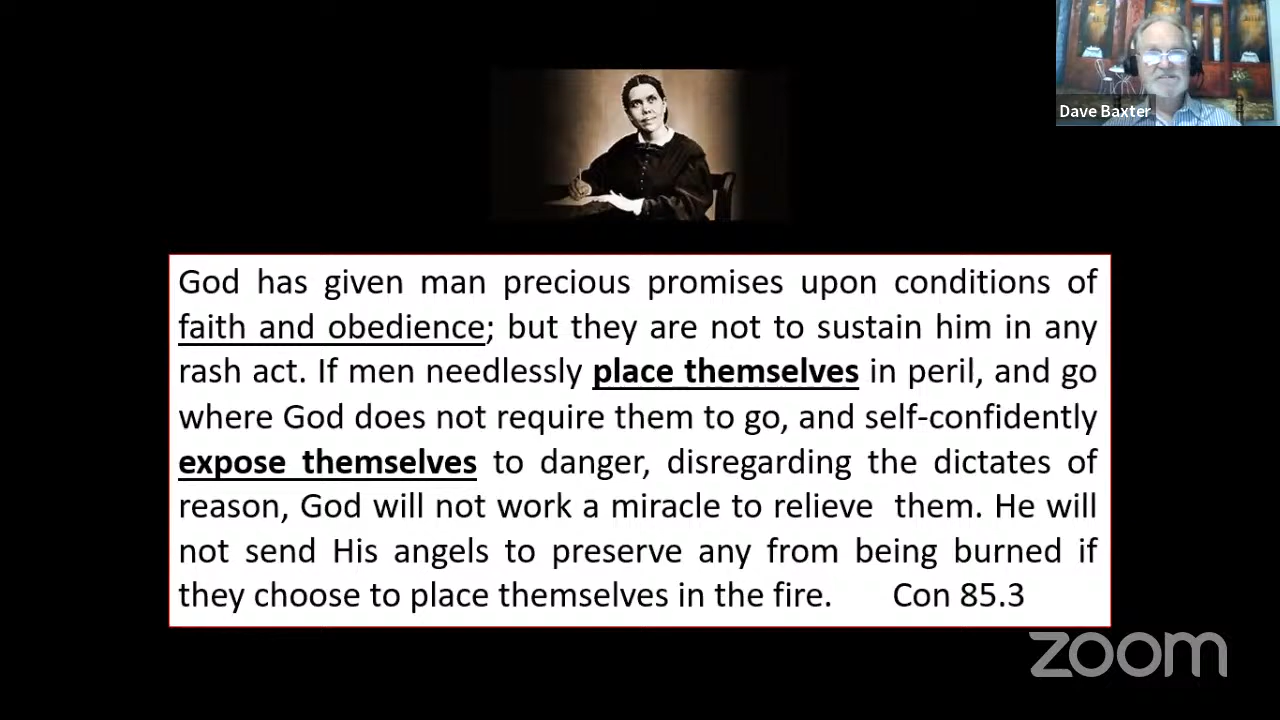 Dave Baxter
God has given man precious promises upon conditions of
faith and obedience; but they are not to sustain him in any
rash act. If men needlessly place themselves in peril, and go
where God does not require them to go, and self-confidently
expose themselves to danger, disregarding the dictates of
reason, God will not work a miracle to relieve them. He will
not send His angels to preserve any from being burned if
they choose to place themselves in the fire. Con 85.3
zoom